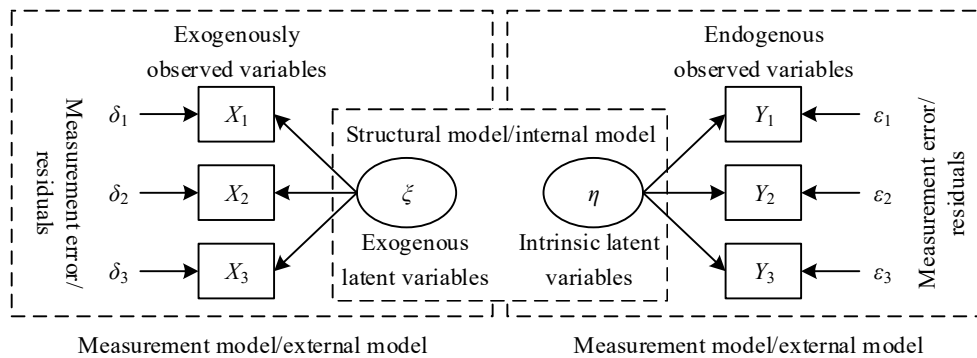 Exogenously
observed variables
Endogenous
observed variables
Measurement error/
residuals
δ1
X1
δ2
X2
δ3
X3
Structural model/internal model
ξ
Exogenous
latent variables
η
Intrinsic latent
variables
Y1
ε1
Y2
ε2
Y3
ε3
Measurement error/
residuals
Measurement model/external model
Measurement model/external model